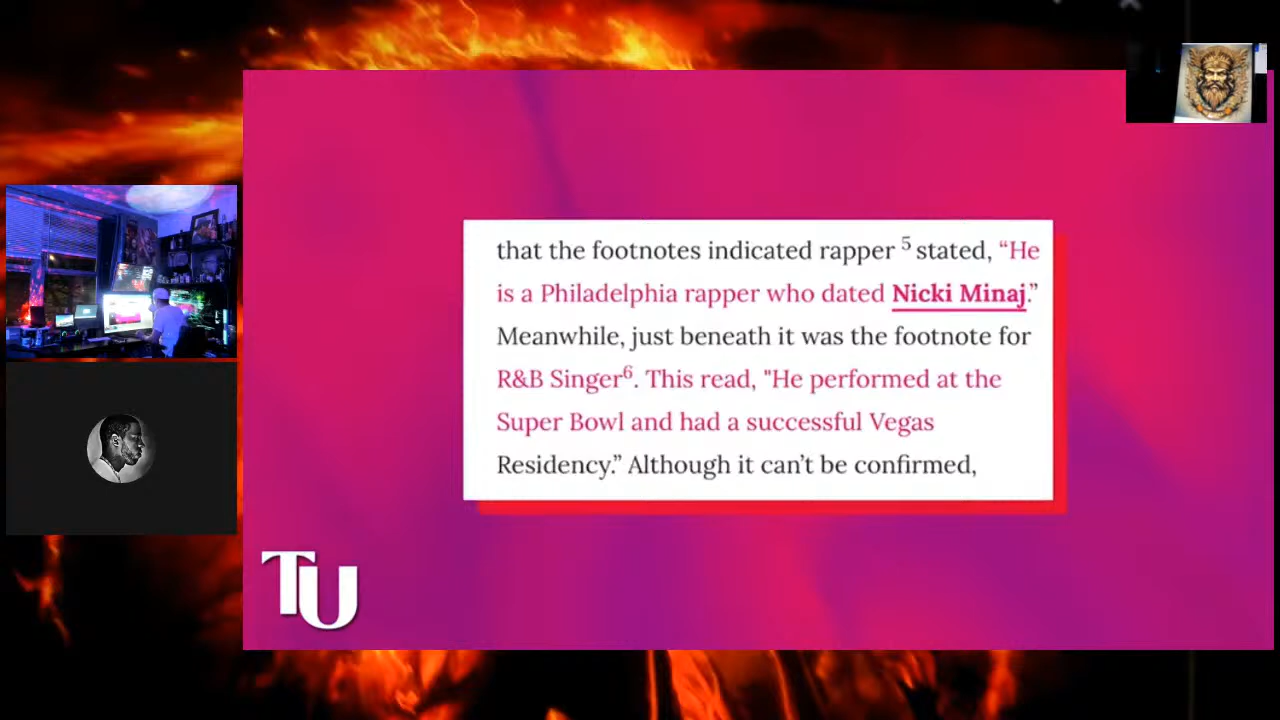 that the footnotes indicated rapper ⁵ stated, “He
is a Philadelphia rapper who dated Nicki Minaj.”
Meanwhile, just beneath it was the footnote for
R&B Singer⁶. This read, "He performed at the
Super Bowl and had a successful Vegas
Residency.” Although it can’t be confirmed,
TU